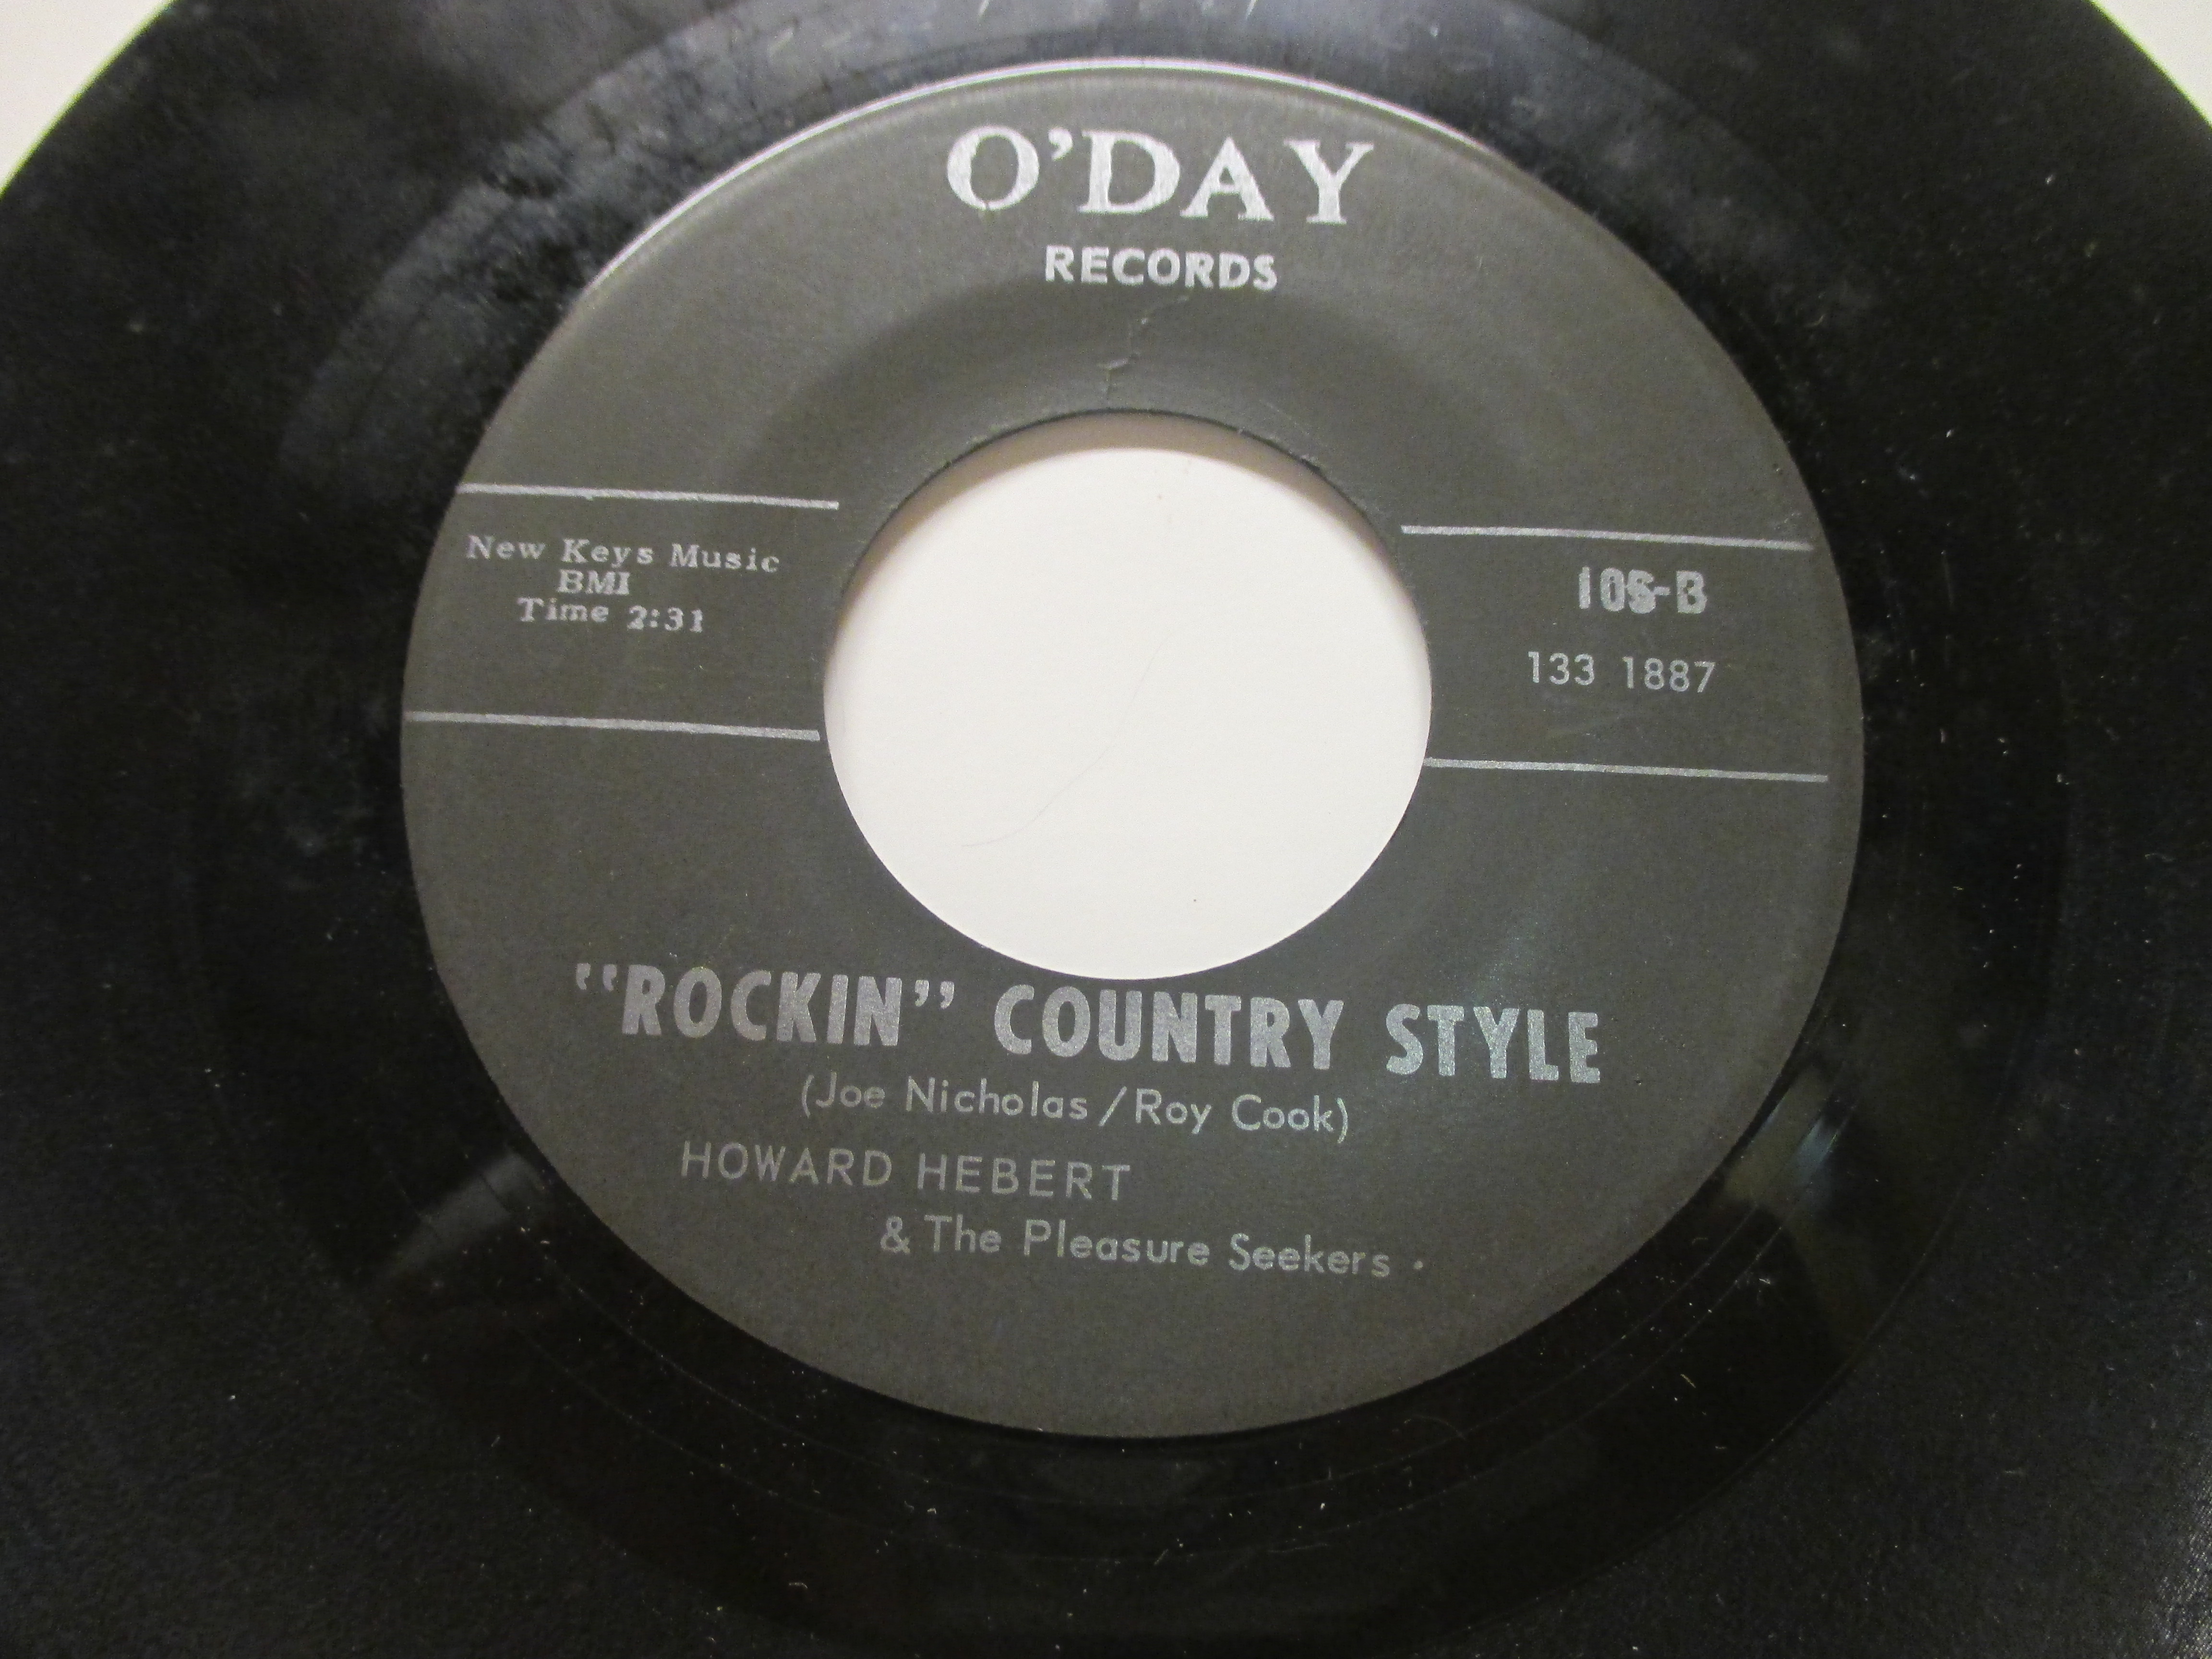 O'DAY
RECORDS
New Keys Music
BMI
Time 2:31
133 1887
"ROCKIN" COUNTRY STYLE
(Joe Nicholas/Roy Cook)
HOWARD HEBERT
& The Pleasure Seekers